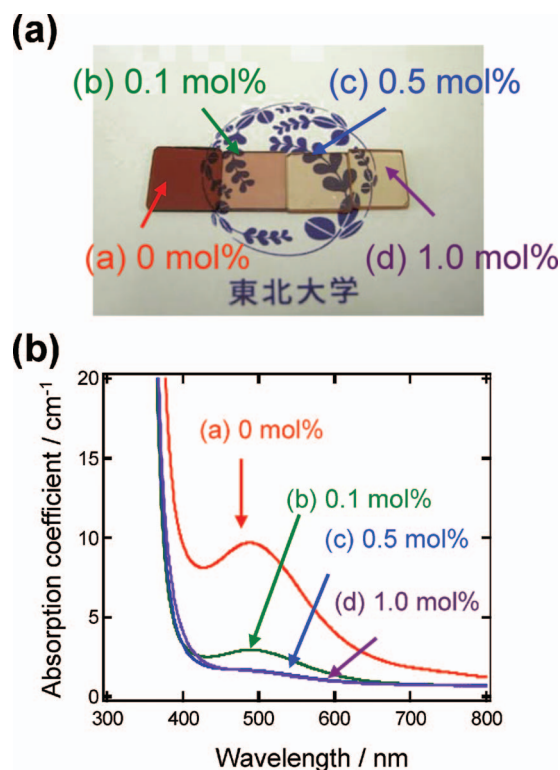 (a)
(b) 0.1 mol%
(c) 0.5 mol%
(a) 0 mol%
(d) 1.0 mol%
東北大学
(b)
Absorption coefficient / cm⁻¹
20
15
10
5
0
(a) 0 mol%
(b) 0.1 mol%
(c) 0.5 mol%
(d) 1.0 mol%
300 400 500 600 700 800
Wavelength / nm